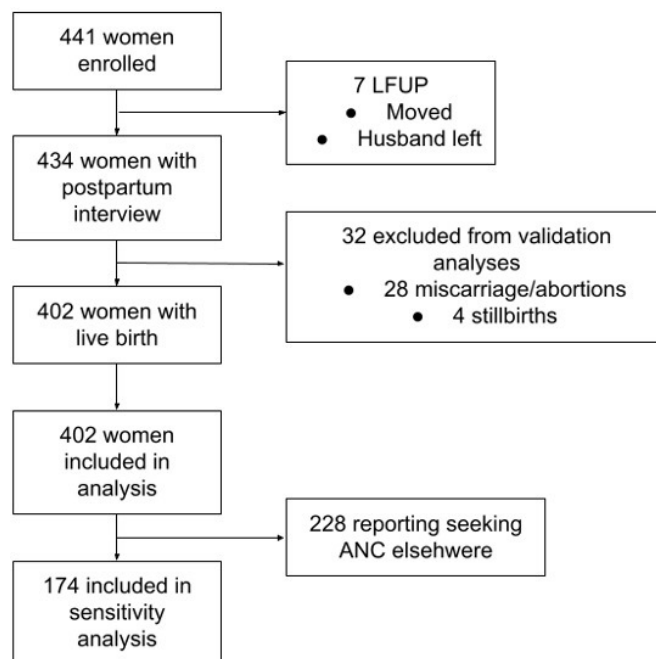 441 women
enrolled
7 LFUP
● Moved
● Husband left
434 women with
postpartum
interview
32 excluded from validation
analyses
● 28 miscarriage/abortions
● 4 stillbirths
402 women with
live birth
402 women
included in
analysis
228 reporting seeking
ANC elsehwere
174 included in
sensitivity
analysis